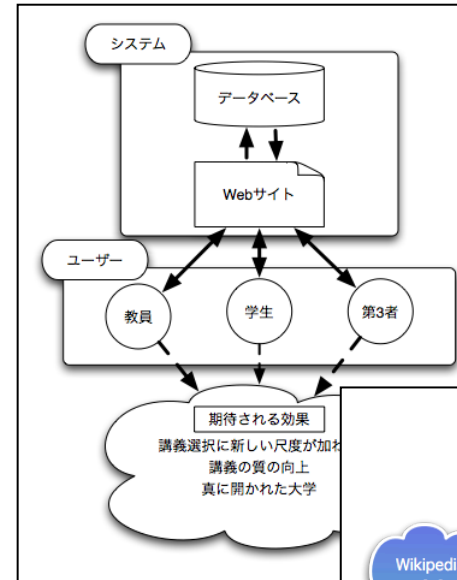 システム
データベース
Webサイト
ユーザー
教員
学生
第3者
期待される効果
講義選択に新しい尺度が加わ
講義の質の向上
真に開かれた大学
Wikipedi